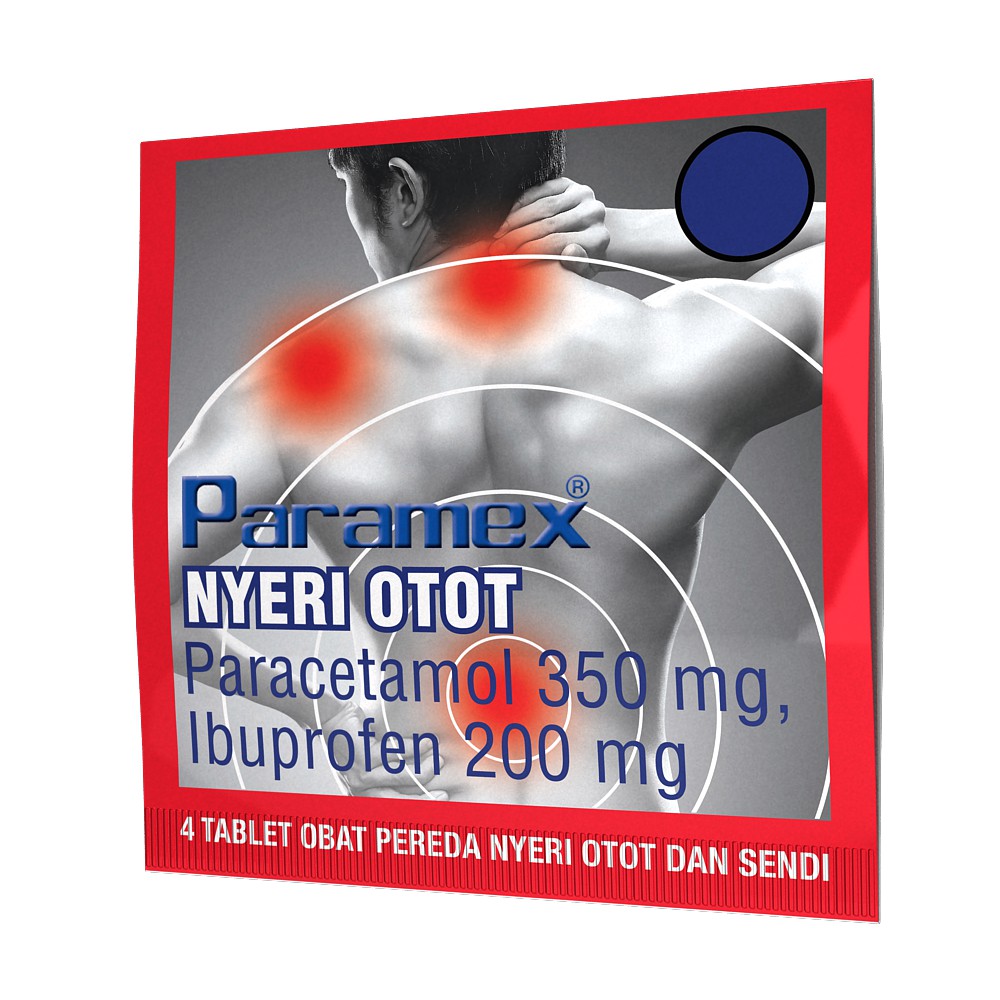 Paramex®
NYERI OTOT
Paracetamol 350 mg,
Ibuprofen 200 mg
4 TABLET OBAT PEREDA NYERI OTOT DAN SENDI